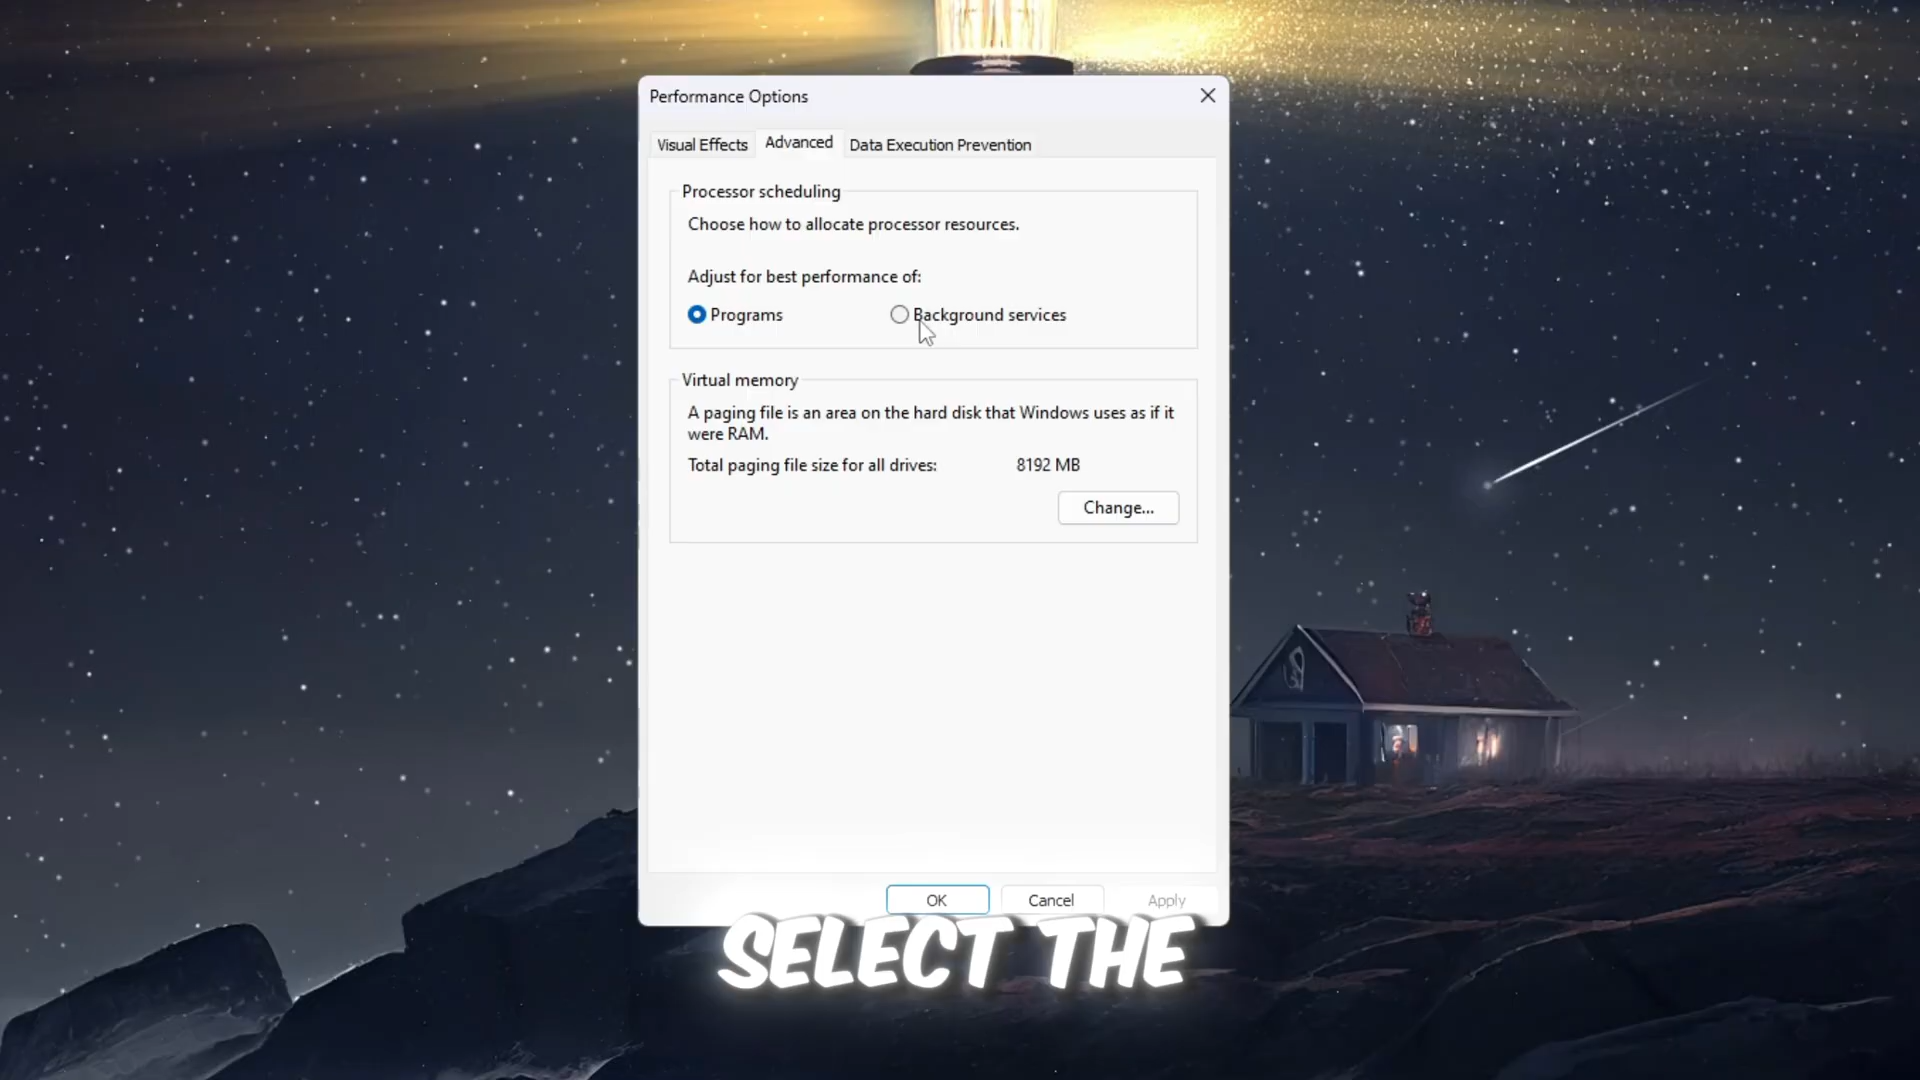 Performance Options
Visual Effects Advanced Data Execution Prevention
Processor scheduling
Choose how to allocate processor resources.
Adjust for best performance of:
Programs Background services
Virtual memory
A paging file is an area on the hard disk that Windows uses as if it
were RAM.
Total paging file size for all drives: 8192 MB
Change...
OK Cancel Apply
SELECT THE